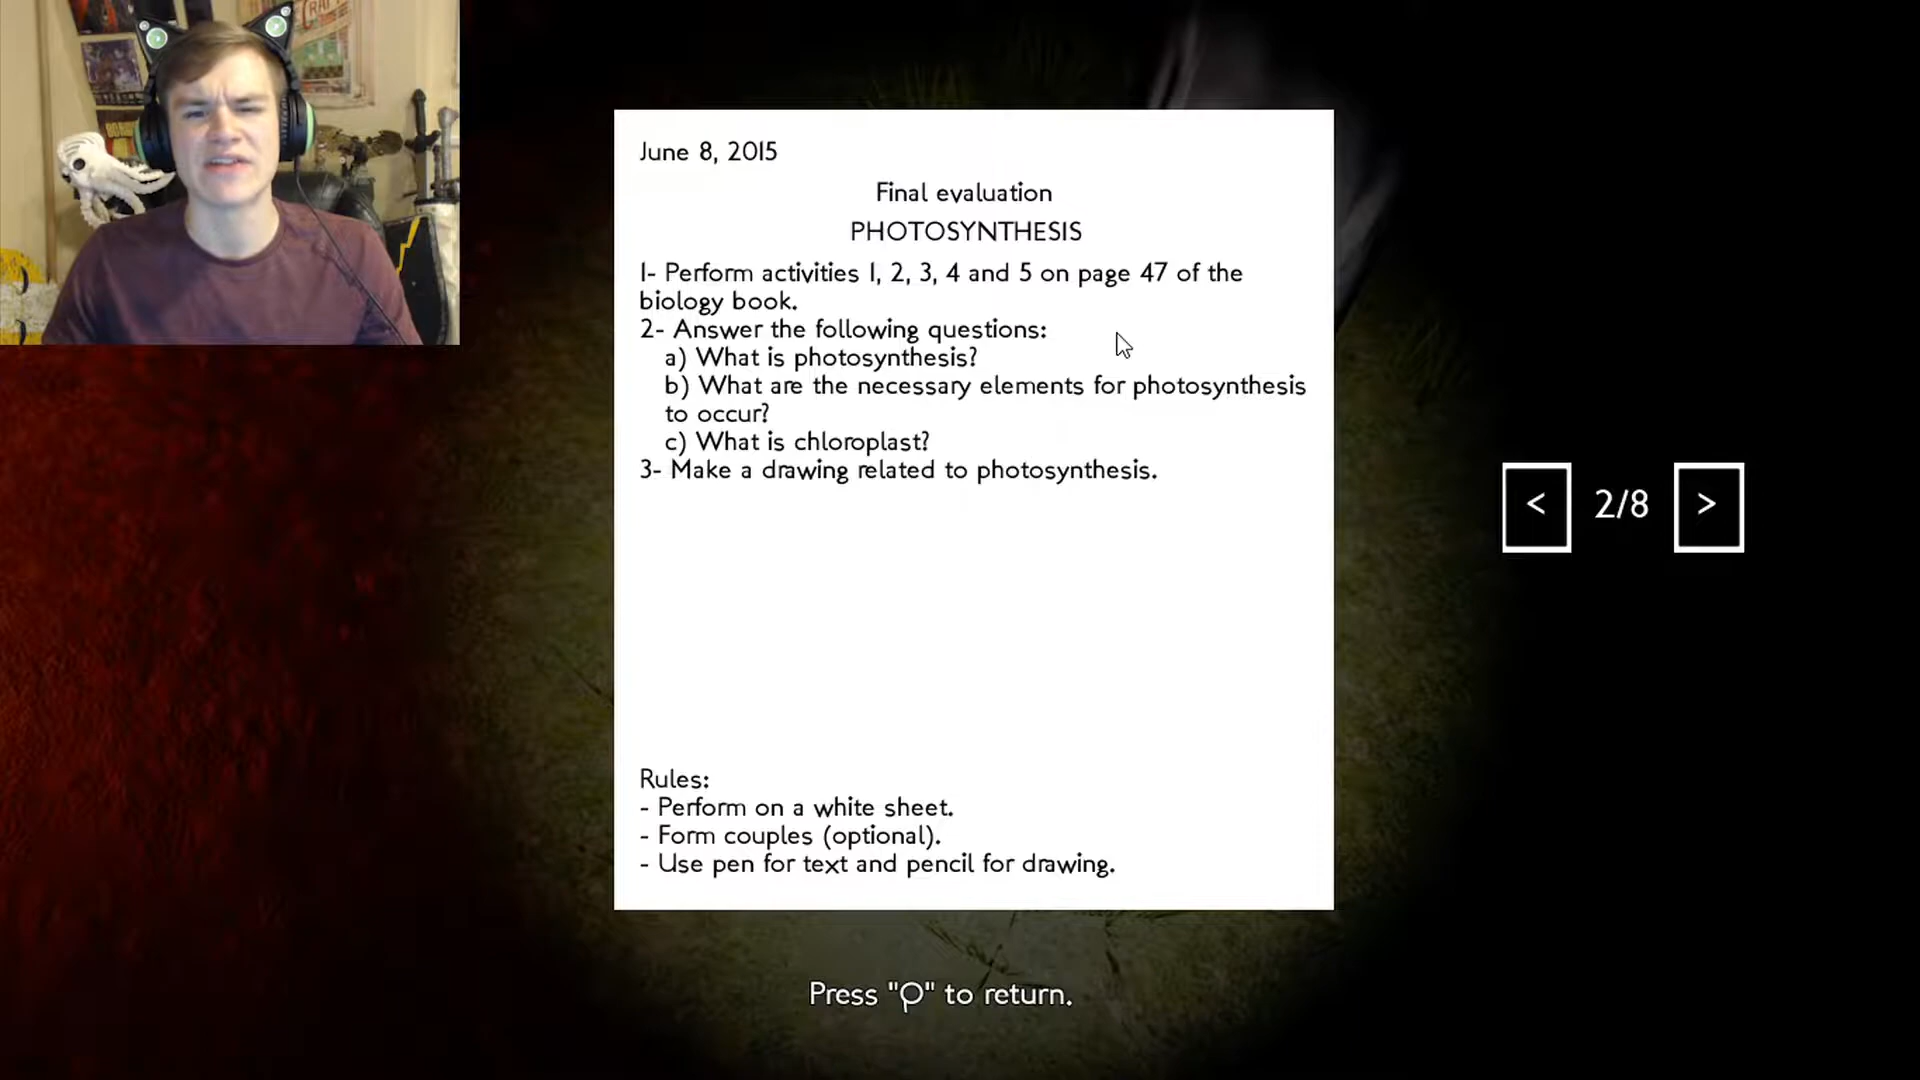 June 8, 2015
Final evaluation
PHOTOSYNTHESIS
1- Perform activities 1, 2, 3, 4 and 5 on page 47 of the
biology book.
2- Answer the following questions:
a) What is photosynthesis?
b) What are the necessary elements for photosynthesis
to occur?
c) What is chloroplast?
3- Make a drawing related to photosynthesis.
< 2/8 >
Rules:
- Perform on a white sheet.
- Form couples (optional).
- Use pen for text and pencil for drawing.
Press "Q" to return.